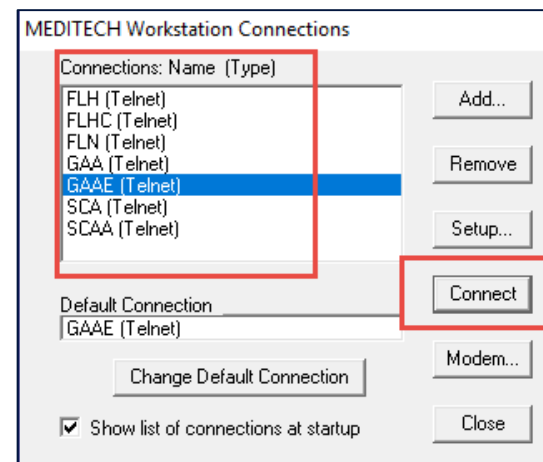 MEDITECH Workstation Connections
Connections: Name (Type)
FLH (Telnet)
FLHC (Telnet)
FLN (Telnet)
GAA (Telnet)
GAAE (Telnet)
SCA (Telnet)
SCAA (Telnet)
Add...
Remove
Setup...
Connect
Default Connection
GAAE (Telnet)
Modem...
Change Default Connection
Show list of connections at startup
Close